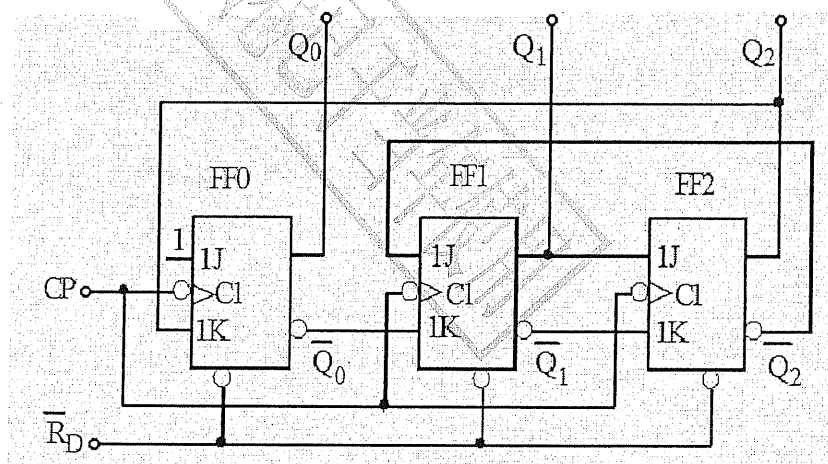 Q0 Q1 Q2
FF0 FF1 FF2
1
1J 1J 1J
CP C1 C1 C1
1K 1K 1K
Q̅0 Q̅1 Q̅2
R̅D